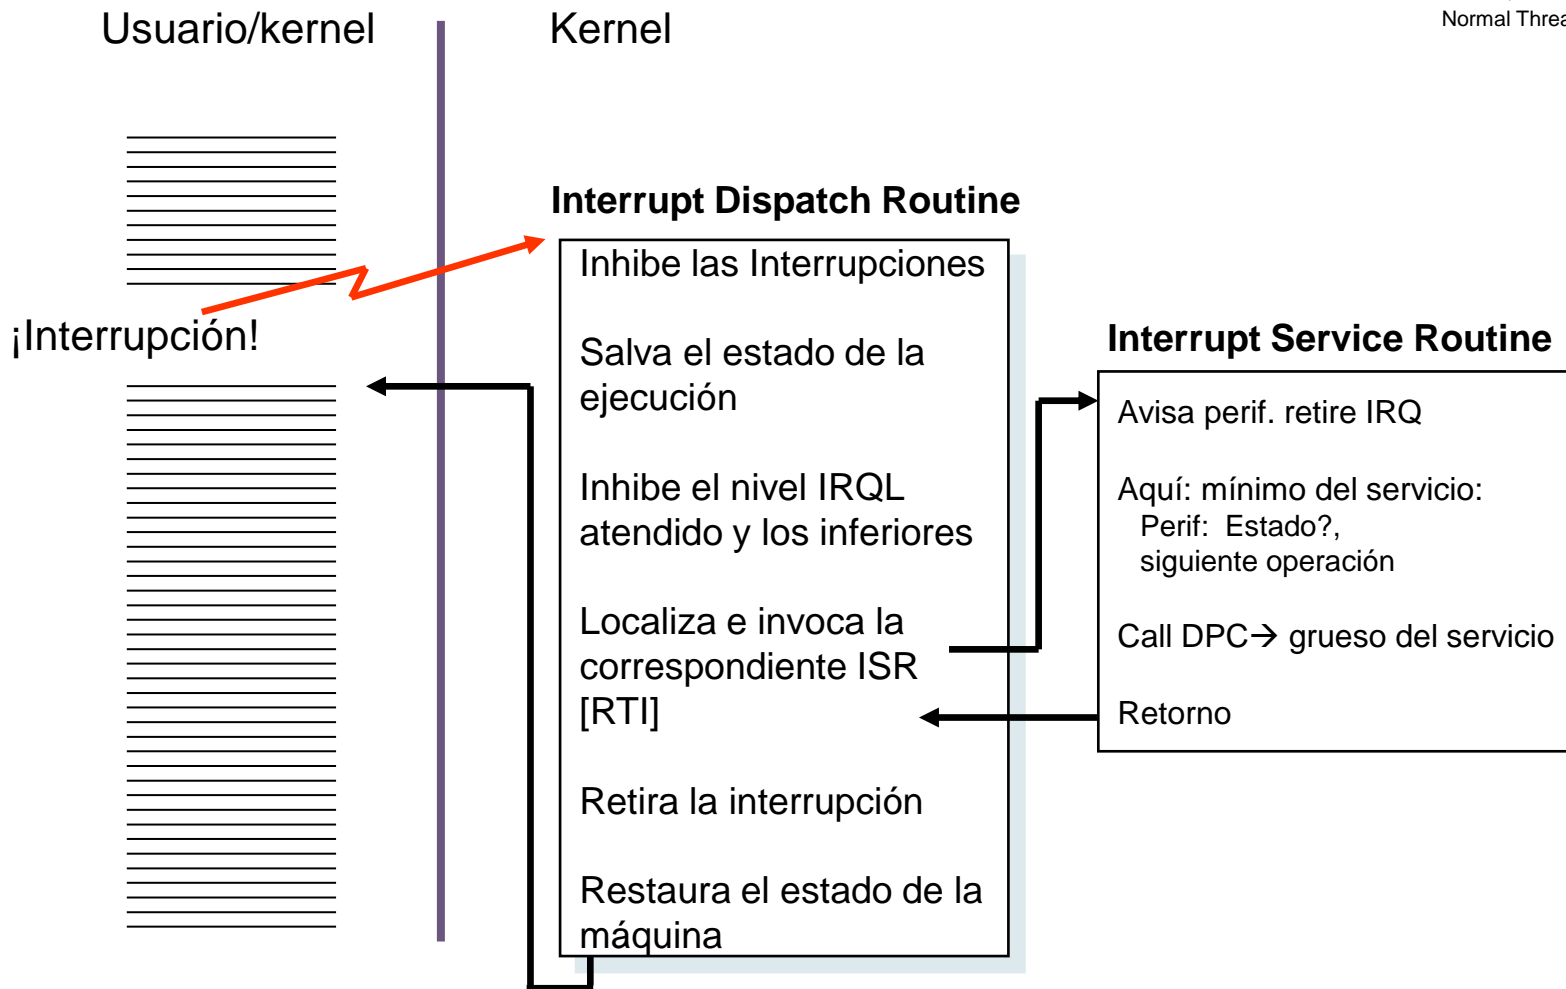 Usuario/kernel
Kernel
Normal Threa
Interrupt Dispatch Routine
Inhibe las Interrupciones
Salva el estado de la
ejecución
Inhibe el nivel IRQL
atendido y los inferiores
Localiza e invoca la
correspondiente ISR
[RTI]
Retira la interrupción
Restaura el estado de la
máquina
¡Interrupción!
Interrupt Service Routine
Avisa perif. retire IRQ
Aquí: mínimo del servicio:
Perif: Estado?,
siguiente operación
Call DPC→ grueso del servicio
Retorno